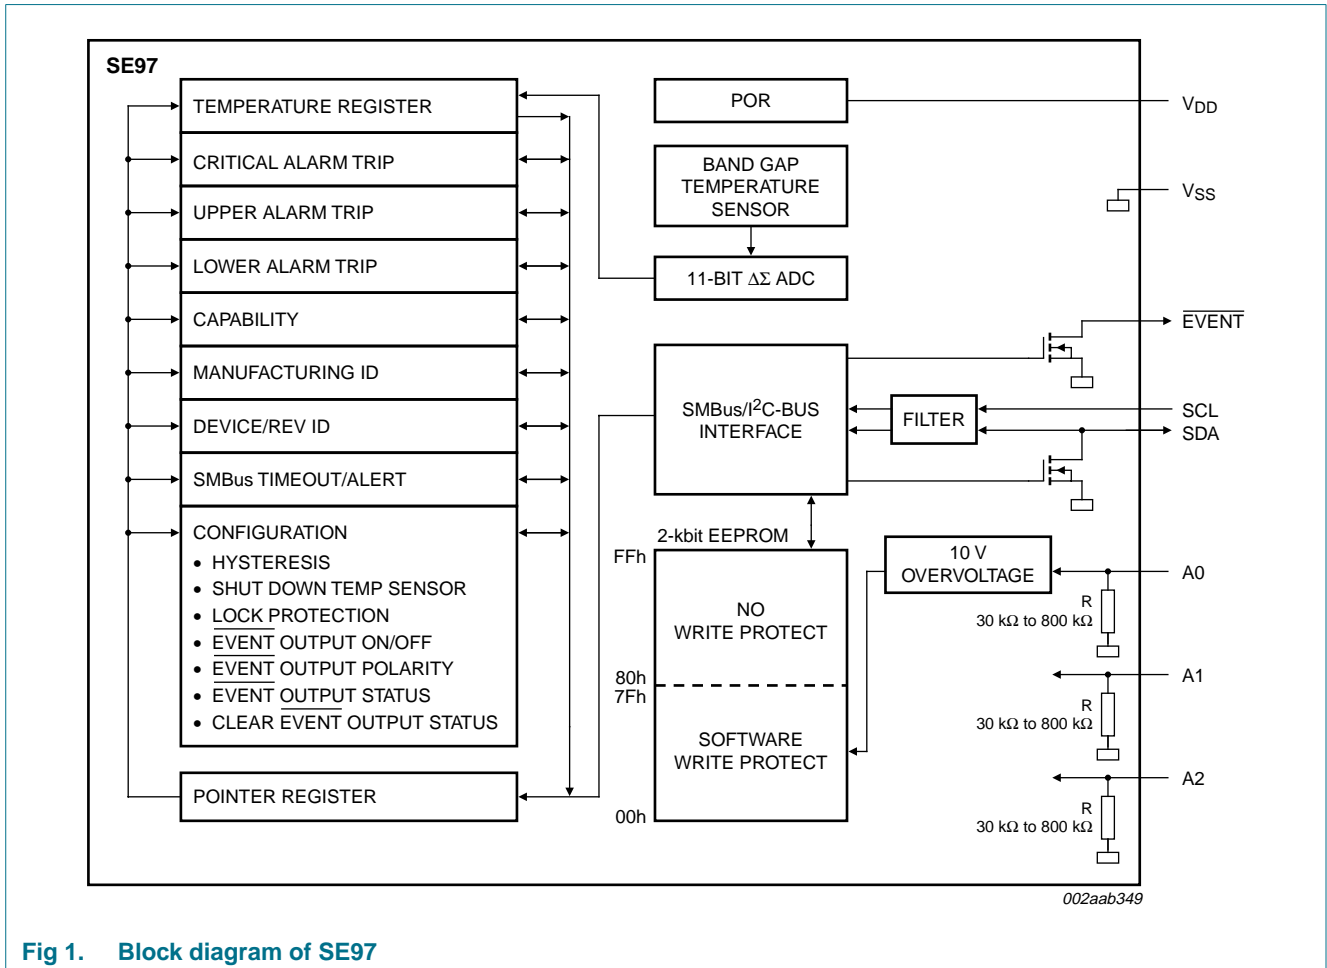 SE97
TEMPERATURE REGISTER
CRITICAL ALARM TRIP
UPPER ALARM TRIP
LOWER ALARM TRIP
CAPABILITY
MANUFACTURING ID
DEVICE/REV ID
SMBus TIMEOUT/ALERT
CONFIGURATION
• HYSTERESIS
• SHUT DOWN TEMP SENSOR
• LOCK PROTECTION
• EVENT OUTPUT ON/OFF
• EVENT OUTPUT POLARITY
• EVENT OUTPUT STATUS
• CLEAR EVENT OUTPUT STATUS
POINTER REGISTER
POR
BAND GAP
TEMPERATURE
SENSOR
11-BIT ΔΣ ADC
SMBus/I²C-BUS
INTERFACE
FILTER
2-kbit EEPROM
FFh
NO
WRITE PROTECT
80h
7Fh
SOFTWARE
WRITE PROTECT
00h
10 V
OVERVOLTAGE
R
30 kΩ to 800 kΩ
R
30 kΩ to 800 kΩ
R
30 kΩ to 800 kΩ
VDD
VSS
EVENT
SCL
SDA
A0
A1
A2
002aab349
Fig 1. Block diagram of SE97